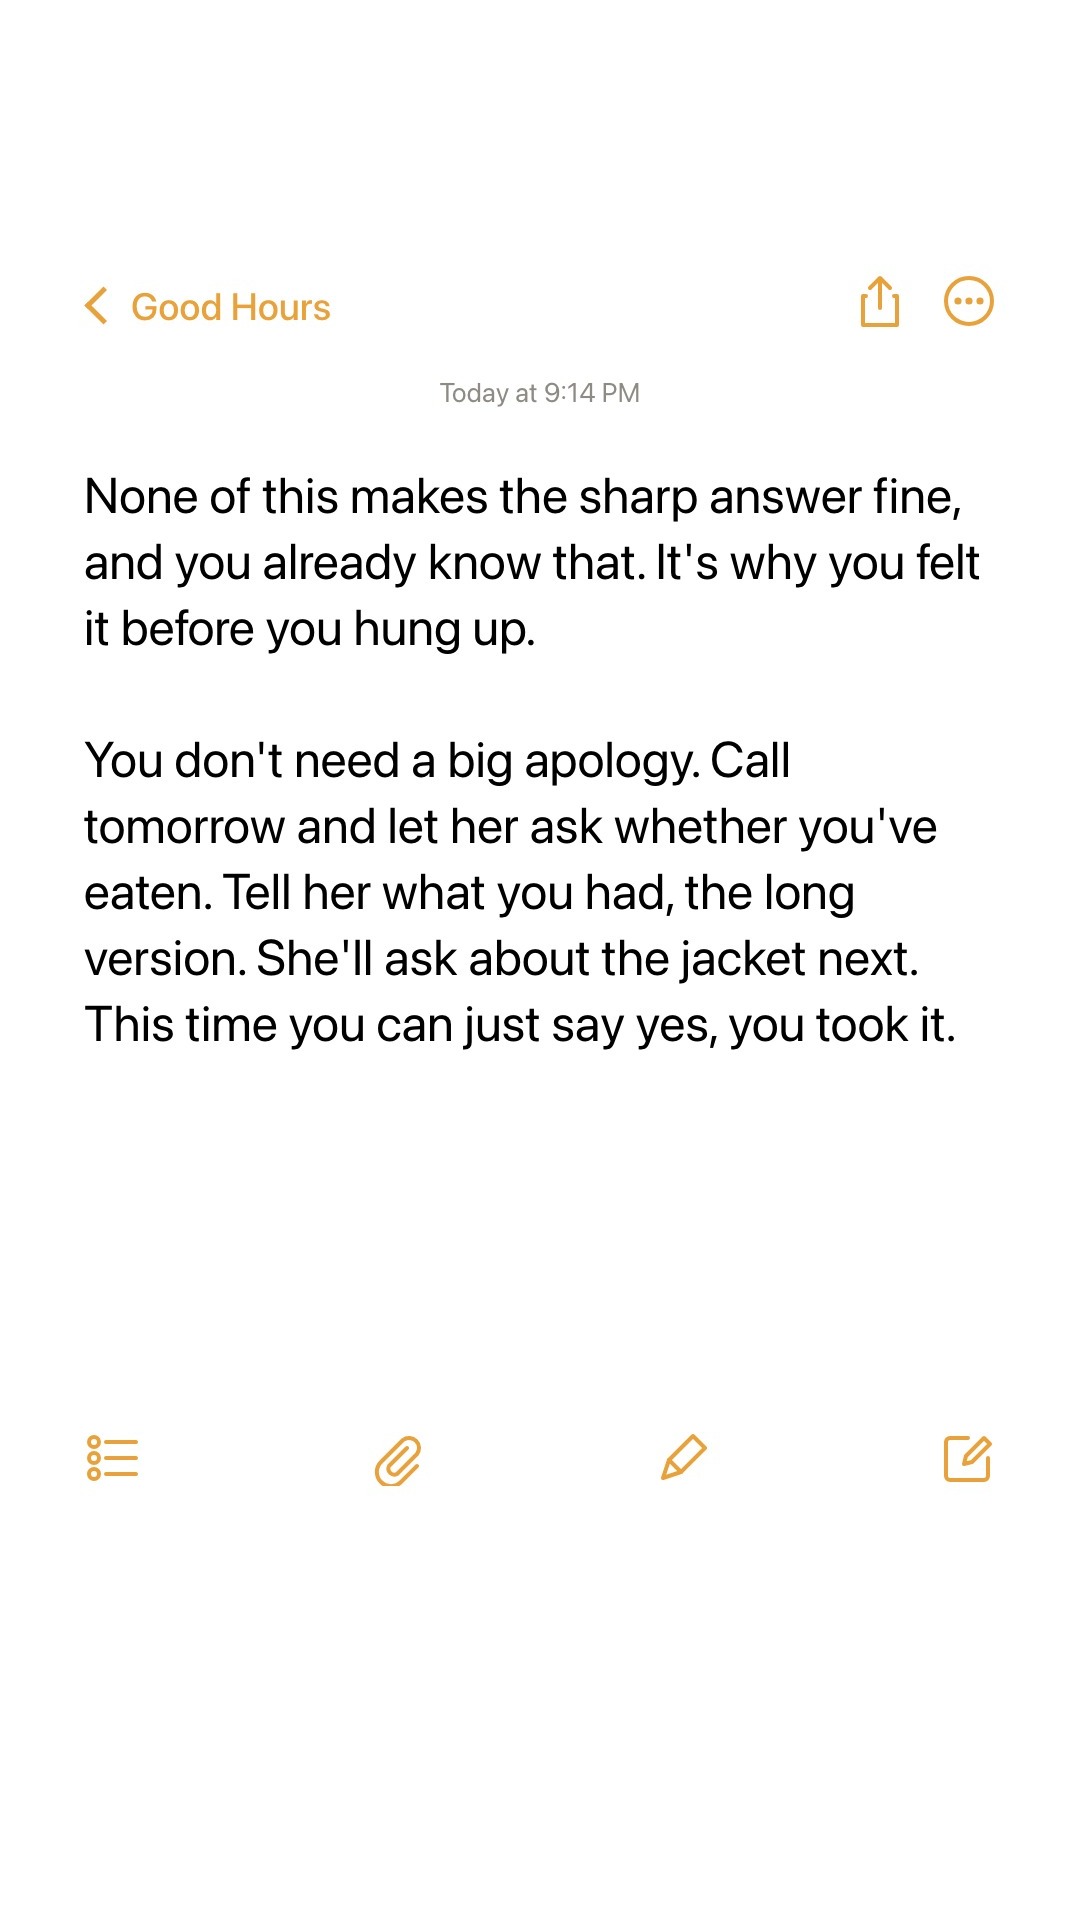 Good Hours
Today at 9:14 PM
None of this makes the sharp answer fine,
and you already know that. It's why you felt
it before you hung up.
You don't need a big apology. Call
tomorrow and let her ask whether you've
eaten. Tell her what you had, the long
version. She'll ask about the jacket next.
This time you can just say yes, you took it.